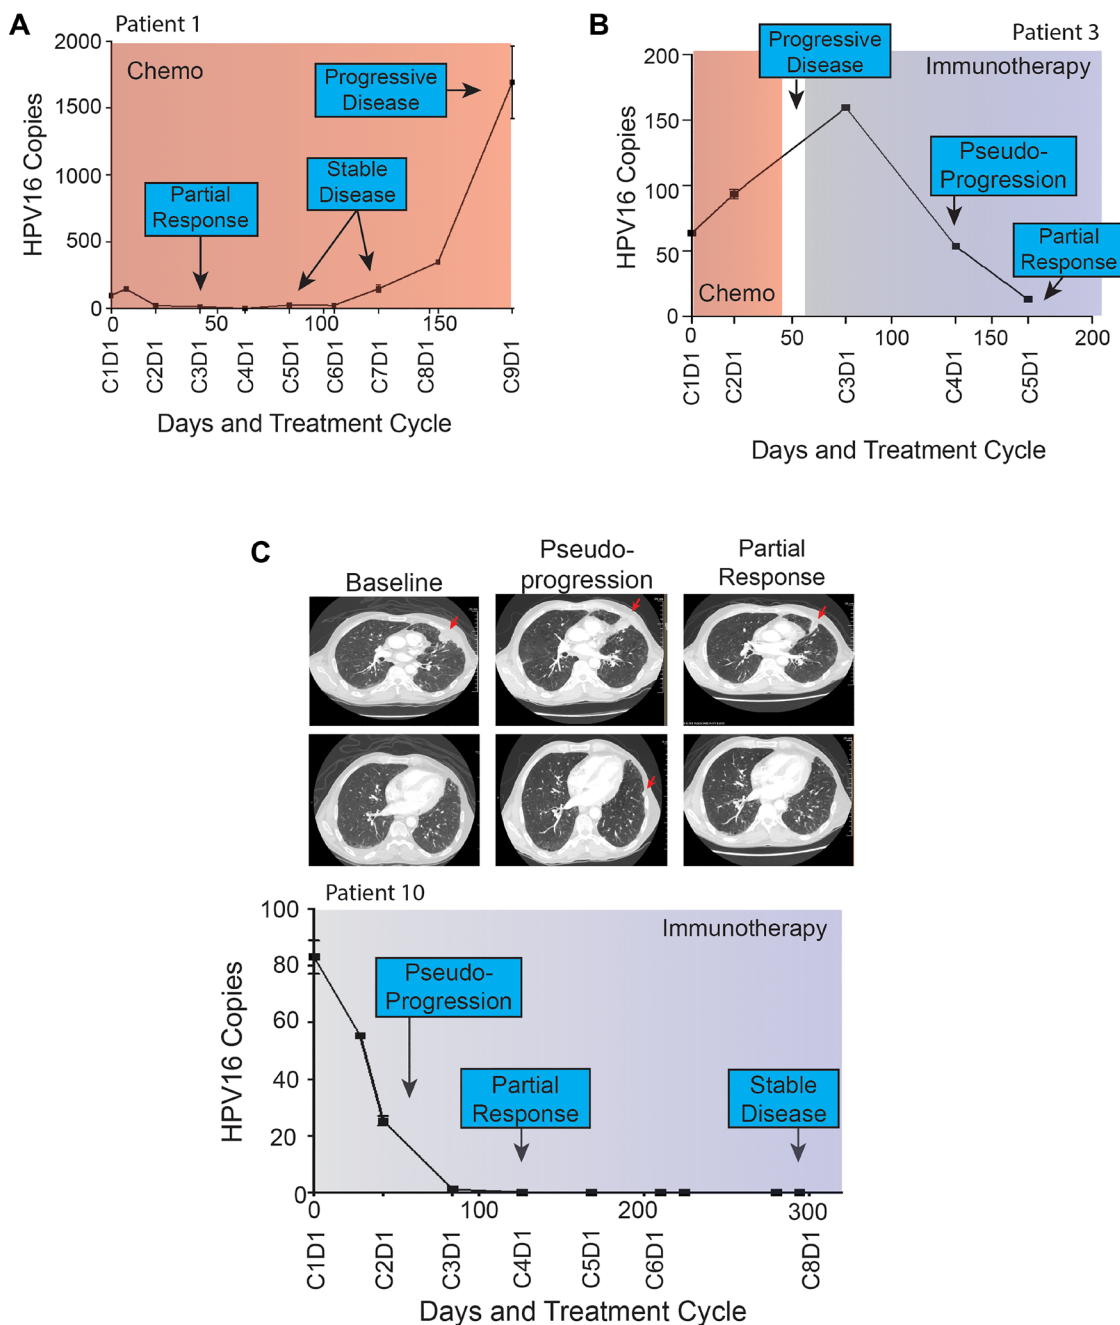 A
Patient 1
2000
1500
1000
500
0
HPV16 Copies
Chemo
Partial
Response
Stable
Disease
Progressive
Disease
0
50
100
150
C1D1
C2D1
C3D1
C4D1
C5D1
C6D1
C7D1
C8D1
C9D1
Days and Treatment Cycle
B
Patient 3
200
150
100
50
0
HPV16 Copies
Progressive
Disease
Immunotherapy
Pseudo-
Progression
Partial
Response
Chemo
0
50
100
150
200
C1D1
C2D1
C3D1
C4D1
C5D1
Days and Treatment Cycle
C
Baseline
Pseudo-
progression
Partial
Response
Patient 10
100
80
60
40
20
0
HPV16 Copies
Immunotherapy
Pseudo-
Progression
Partial
Response
Stable
Disease
0
100
200
300
C1D1
C2D1
C3D1
C4D1
C5D1
C6D1
C8D1
Days and Treatment Cycle